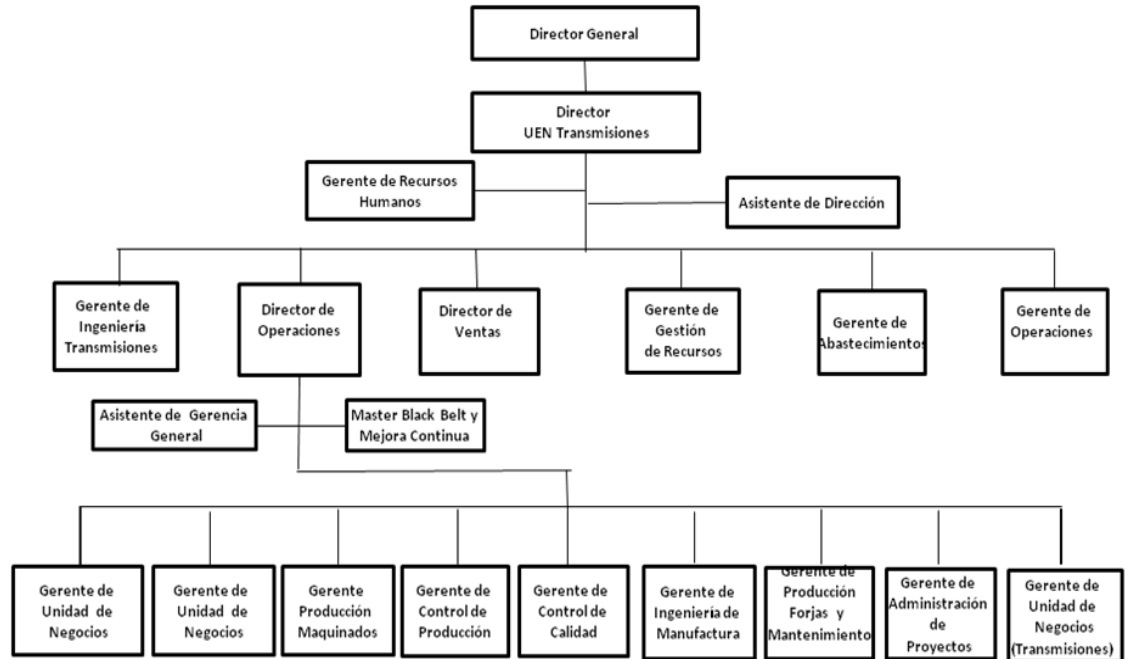 Director General
Director
UEN Transmisiones
Gerente de Recursos
Humanos
Asistente de Dirección
Gerente de
Ingeniería
Transmisiones
Director de
Operaciones
Director de
Ventas
Gerente de
Gestión
de Recursos
Gerente de
Abastecimientos
Gerente de
Operaciones
Asistente de Gerencia
General
Master Black Belt y
Mejora Continua
Gerente de
Unidad de
Negocios
Gerente de
Unidad de
Negocios
Gerente
Producción
Maquinados
Gerente de
Control de
Producción
Gerente de
Control de
Calidad
Gerente de
Ingeniería de
Manufactura
Gerente de
Producción
Forjas y
Mantenimiento
Gerente de
Administración
de
Proyectos
Gerente de
Unidad de
Negocios
(Transmisiones)